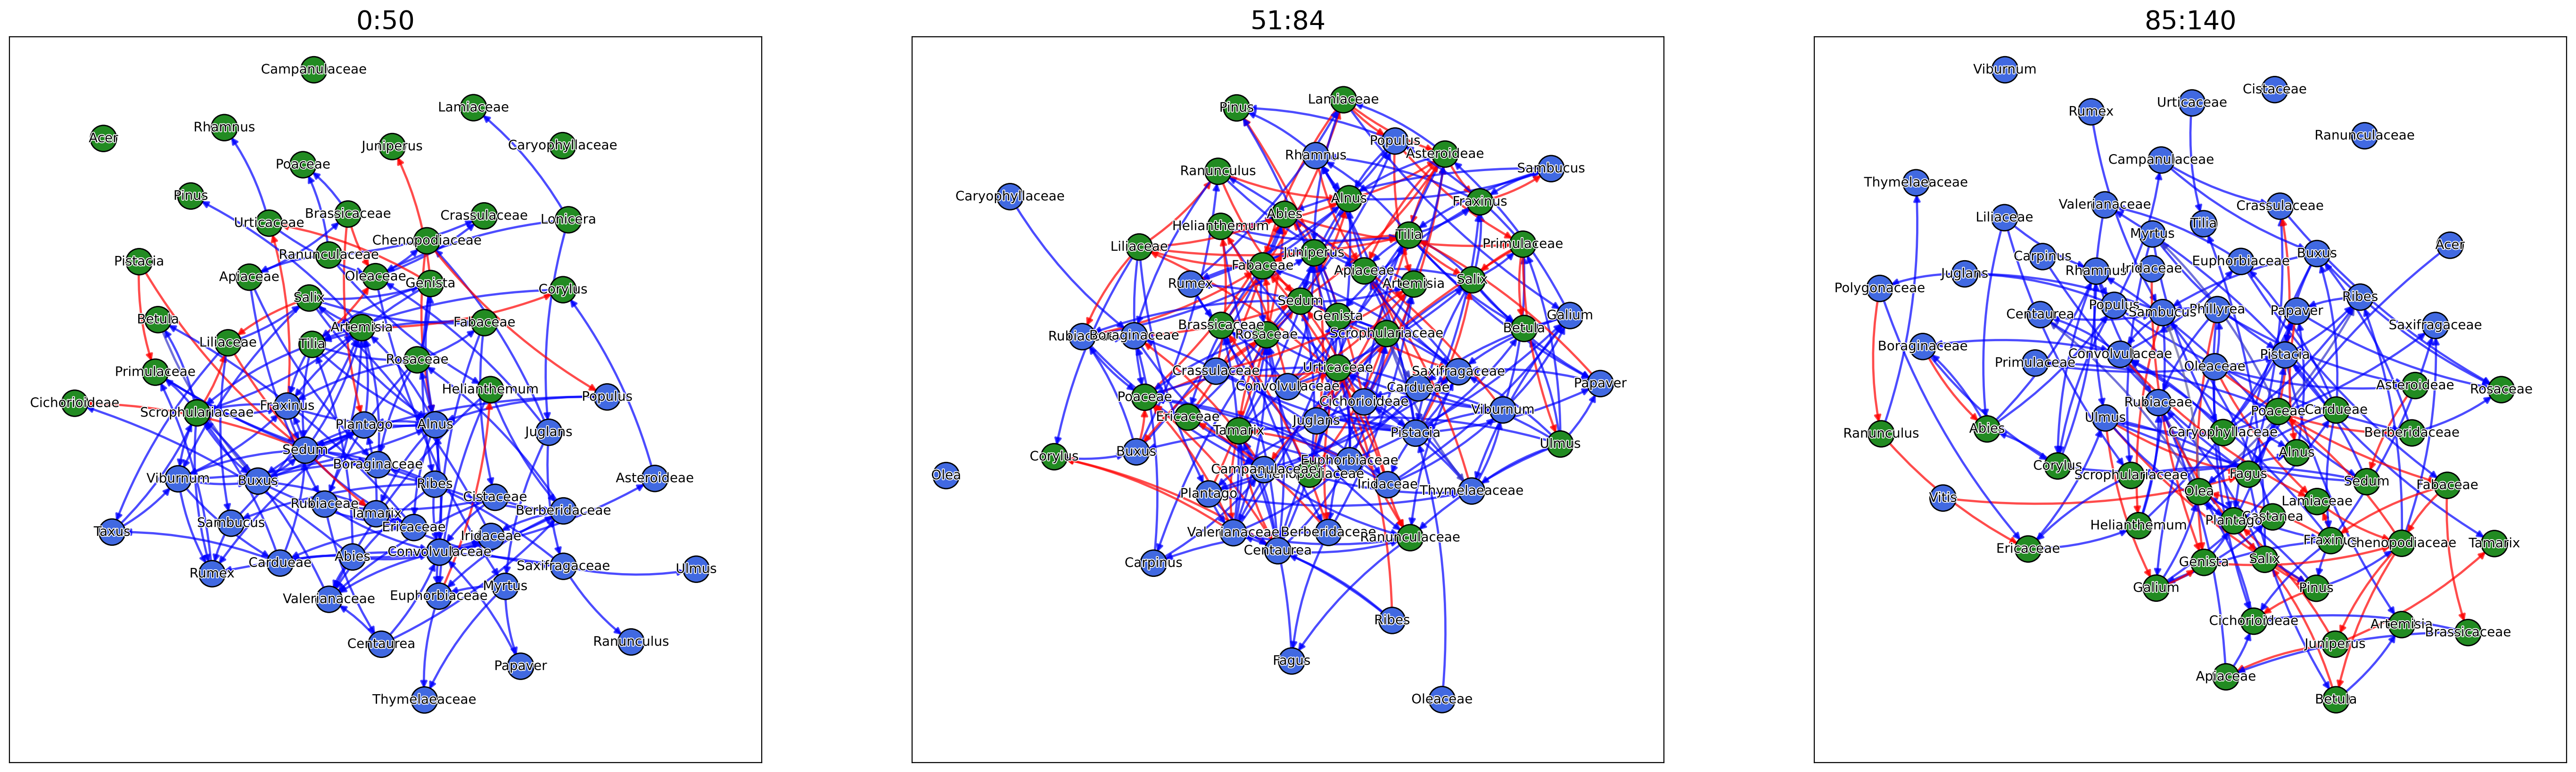 0:50
Campanulaceae
Lamiaceae
Rhamnus
Acer
Juniperus
Caryophyllaceae
Poaceae
Pinus
Brassicaceae
Crassulaceae
Lonicera
Urticaceae
Chenopodiaceae
Ranunculaceae
Pistacia
Apiaceae
Oleaceae
Genista
Corylus
Salix
Betula
Fabaceae
Artemisia
Liliaceae
Tilia
Rosaceae
Primulaceae
Helianthemum
Populus
Cichorioideae
Fraxinus
Scrophulariaceae
Plantago
Alnus
Juglans
Sedum
Boraginaceae
Viburnum
Buxus
Ribes
Asteroideae
Cistaceae
Rubiaceae
Berberidaceae
Tamarix
Sambucus
Ericaceae
Taxus
Iridaceae
Convolvulaceae
Abies
Cardueae
Saxifragaceae
Ulmus
Rumex
Myrtus
Euphorbiaceae
Valerianaceae
Ranunculus
Centaurea
Papaver
Thymelaeaceae
51:84
Lamiaceae
Pinus
Populus
Asteroideae
Rhamnus
Sambucus
Ranunculus
Caryophyllaceae
Alnus
Fraxinus
Abies
Helianthemum
Tilia
Primulaceae
Liliaceae
Juniperus
Fabaceae
Apiaceae
Salix
Rumex
Artemisia
Sedum
Galium
Genista
Brassicaceae
Betula
Rubiaceae
Boraginaceae
Rosaceae
Scrophulariaceae
Urticaceae
Crassulaceae
Saxifragaceae
Papaver
Convolvulaceae
Cardueae
Poaceae
Cichorioideae
Viburnum
Ericaceae
Juglans
Tamarix
Pistacia
Ulmus
Buxus
Corylus
Euphorbiaceae
Campanulaceae
Chenopodiaceae
Olea
Iridaceae
Thymelaeaceae
Plantago
Valerianaceae
Berberidaceae
Ranunculaceae
Centaurea
Carpinus
Ribes
Fagus
Oleaceae
85:140
Viburnum
Cistaceae
Urticaceae
Rumex
Ranunculaceae
Campanulaceae
Thymelaeaceae
Valerianaceae
Crassulaceae
Liliaceae
Tilia
Myrtus
Acer
Carpinus
Buxus
Euphorbiaceae
Iridaceae
Rhamnus
Juglans
Polygonaceae
Ribes
Populus
Phillyrea
Papaver
Sambucus
Centaurea
Saxifragaceae
Boraginaceae
Convolvulaceae
Pistacia
Primulaceae
Oleaceae
Asteroideae
Rosaceae
Rubiaceae
Poaceae
Cardueae
Ulmus
Ranunculus
Abies
Caryophyllaceae
Berberidaceae
Alnus
Corylus
Scrophulariaceae
Fagus
Sedum
Fabaceae
Olea
Vitis
Lamiaceae
Castanea
Plantago
Helianthemum
Fraxinus
Chenopodiaceae
Tamarix
Ericaceae
Salix
Genista
Galium
Pinus
Cichorioideae
Artemisia
Brassicaceae
Juniperus
Apiaceae
Betula